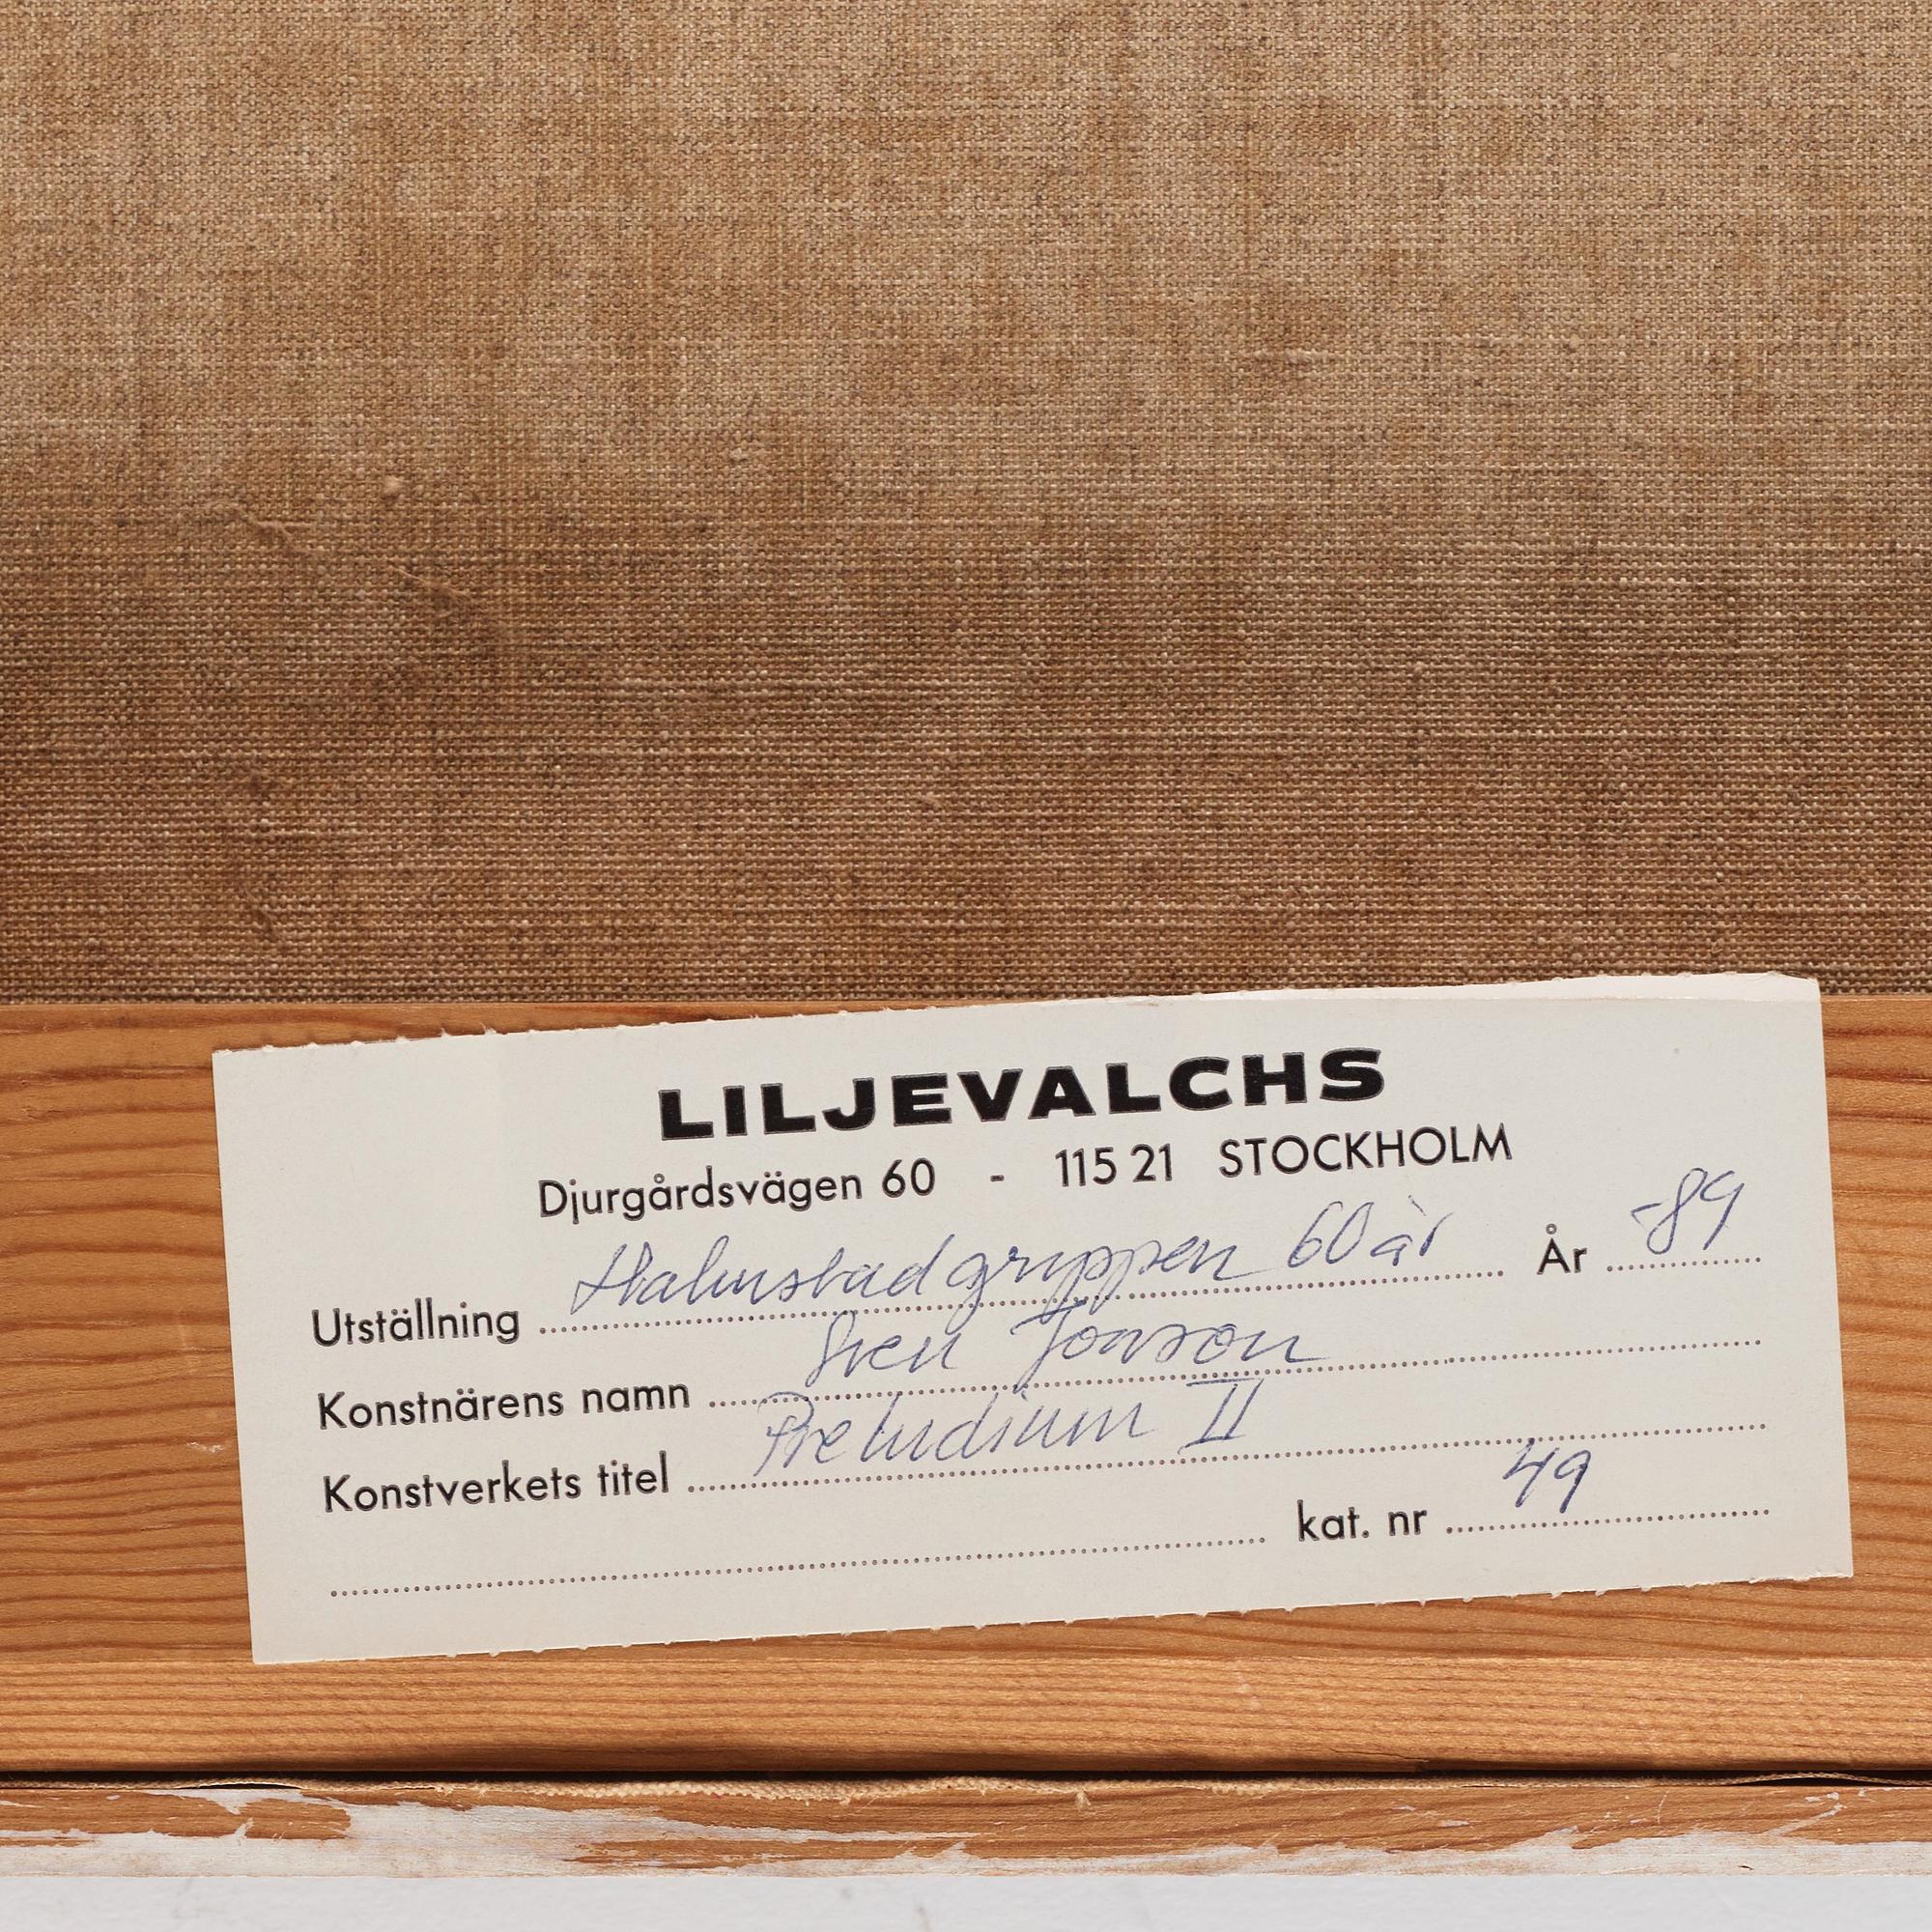 LILJEVALCHS
Djurgårdsvägen 60 - 115 21 STOCKHOLM
Utställning Halmstadgruppen 60 år År -89
Konstnärens namn Sven Jonson
Konstverkets titel Preludium II
kat. nr 49